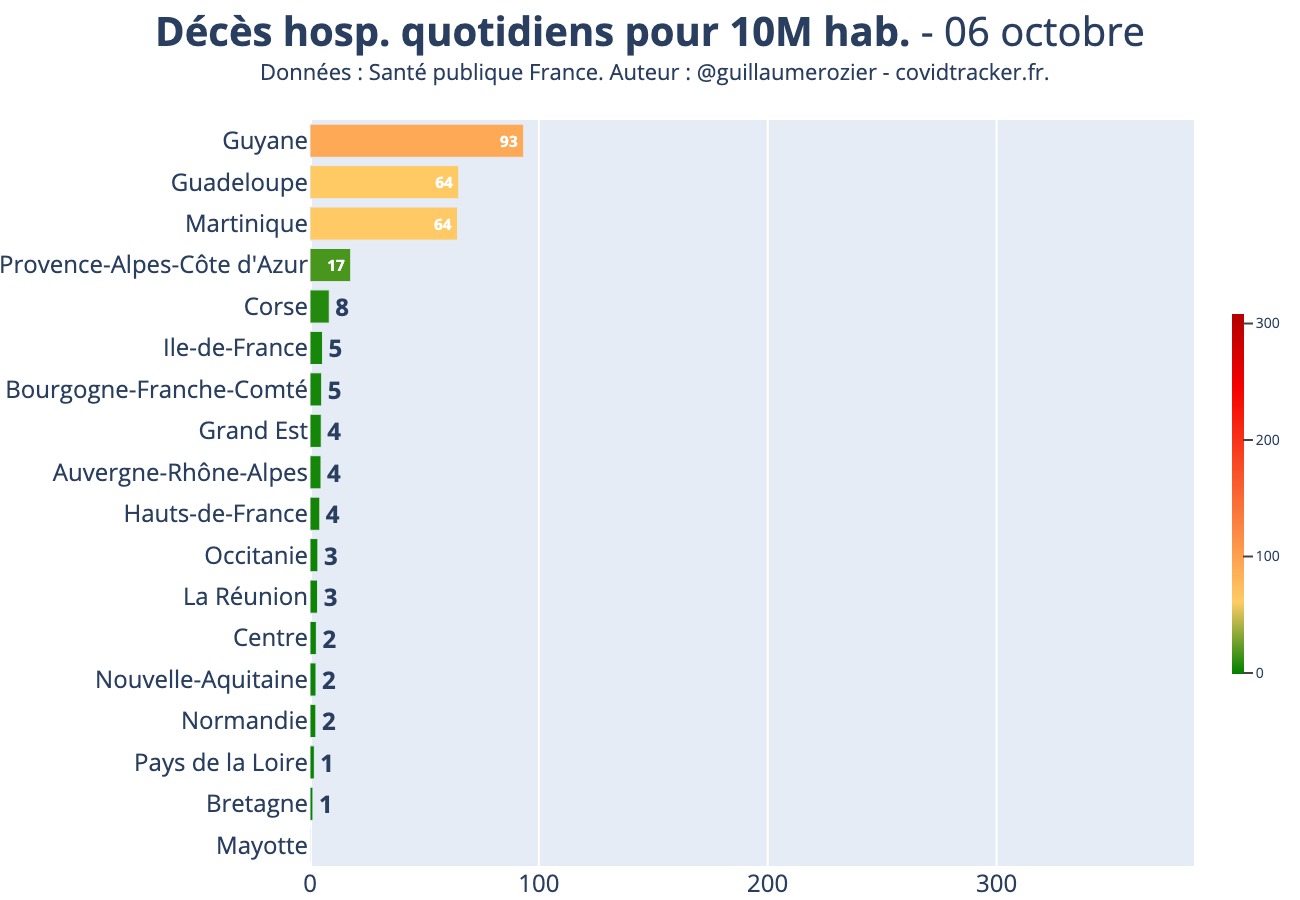 Décès hosp. quotidiens pour 10M hab. - 06 octobre
Données : Santé publique France. Auteur : @guillaumerozier - covidtracker.fr.
Guyane 93
Guadeloupe 64
Martinique 64
Provence-Alpes-Côte d'Azur 17
Corse 8
Ile-de-France 5
Bourgogne-Franche-Comté 5
Grand Est 4
Auvergne-Rhône-Alpes 4
Hauts-de-France 4
Occitanie 3
La Réunion 3
Centre 2
Nouvelle-Aquitaine 2
Normandie 2
Pays de la Loire 1
Bretagne 1
Mayotte
0 100 200 300
300
200
100
0